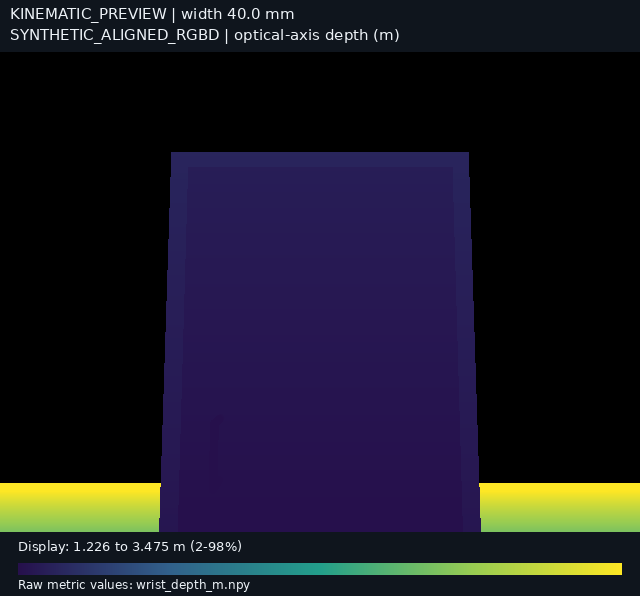 KINEMATIC_PREVIEW | width 40.0 mm
SYNTHETIC_ALIGNED_RGBD | optical-axis depth (m)
Display: 1.226 to 3.475 m (2-98%)
Raw metric values: wrist_depth_m.npy